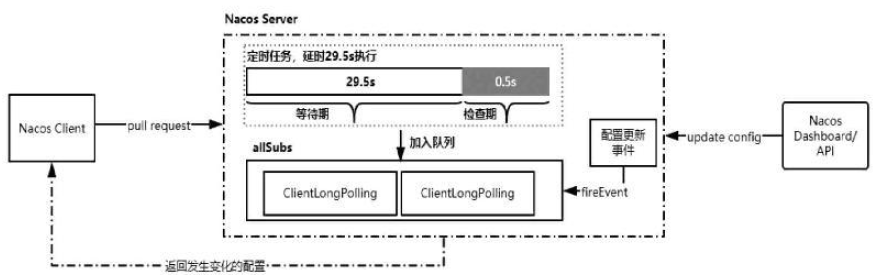 Nacos Server
定时任务，延时29.5s执行
29.5s
0.5s
等待期
检查期
Nacos Client
pull request
加入队列
allSubs
ClientLongPolling
ClientLongPolling
配置更新
事件
fireEvent
update config
Nacos
Dashboard/
API
返回发生变化的配置